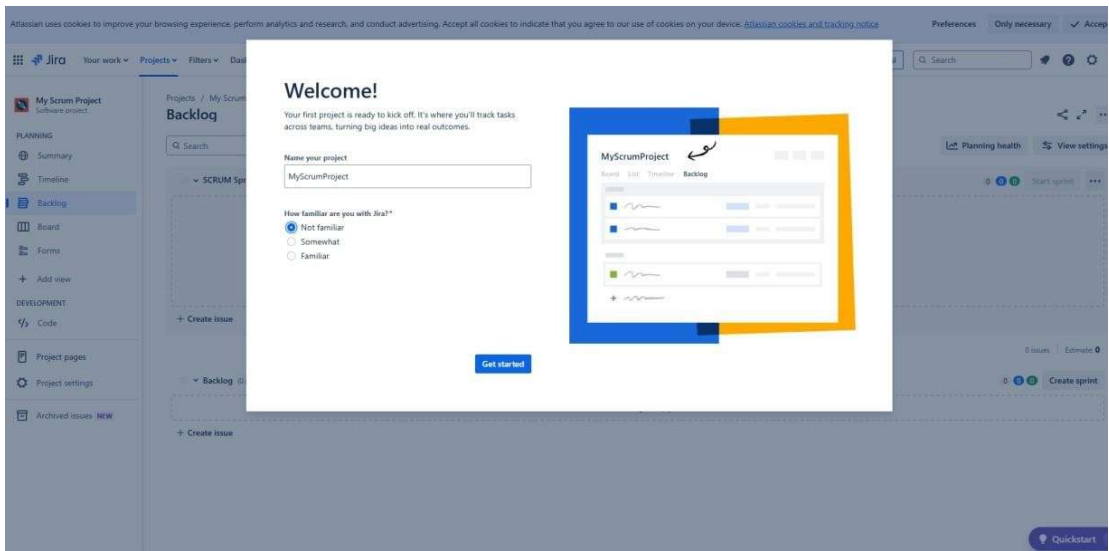 Atlassian uses cookies to improve your browsing experience, perform analytics and research, and conduct advertising. Accept all cookies to indicate that you agree to our use of cookies on your device. Atlassian cookies and tracking notice
Preferences
Only necessary
Accep
Jira
Your work
Projects
Filters
Das
Search
My Scrum Project
Software project
PLANNING
Summary
Timeline
Backlog
Board
Forms
Add view
DEVELOPMENT
Code
Project pages
Project settings
Archived issues NEW
Projects / My Scrum
Backlog
Search
Planning health
View settings
SCRUM Spr
0 0 0
Start sprint
+ Create issue
0 issues
Estimate 0
Backlog
0 0 0
Create sprint
+ Create issue
Welcome!
Your first project is ready to kick off. It's where you'll track tasks
across teams, turning big ideas into real outcomes.
Name your project
MyScrumProject
How familiar are you with Jira?*
Not familiar
Somewhat
Familiar
Get started
MyScrumProject
Board List Timeline Backlog
Quickstart